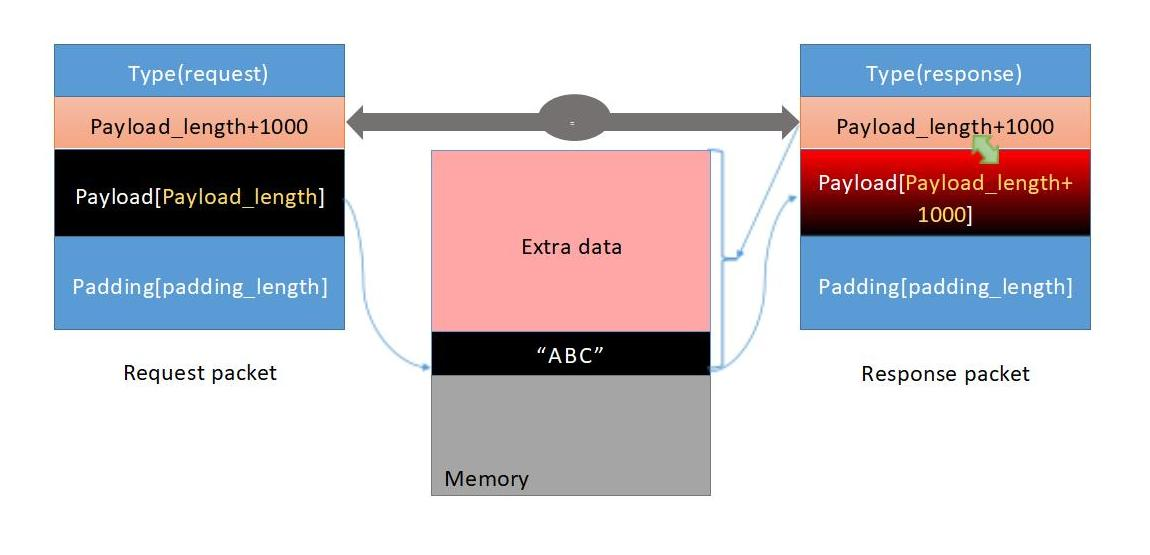 Type(request)
Payload_length+1000
Payload[Payload_length]
Padding[padding_length]
Request packet
=
Extra data
“ABC”
Memory
Type(response)
Payload_length+1000
Payload[Payload_length+
1000]
Padding[padding_length]
Response packet